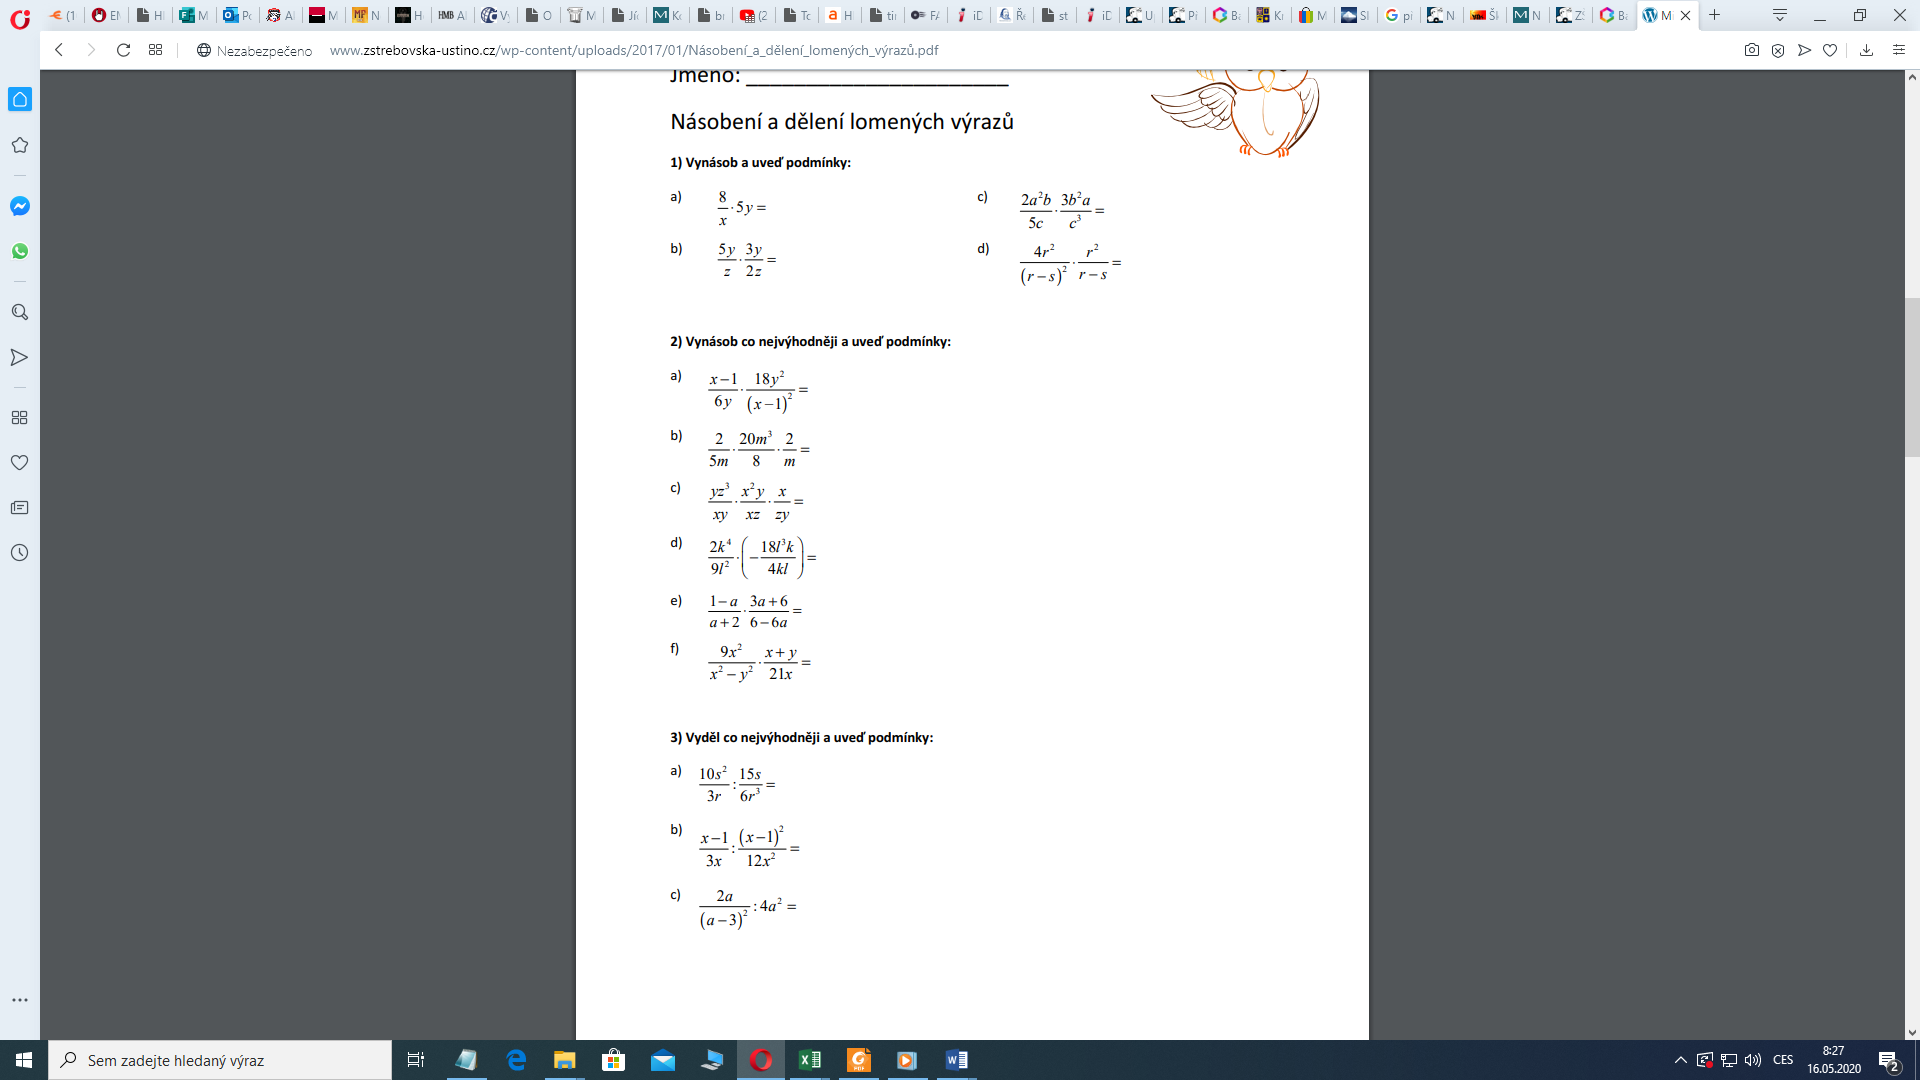 Nezabezpečeno www.zstrebovska-ustino.cz/wp-content/uploads/2017/01/Násobení_a_dělení_lomených_výrazů.pdf
Jméno: ______________________
Násobení a dělení lomených výrazů
1) Vynásob a uveď podmínky:
a) 8/x · 5y =
c) 2a²b/5c · 3b²a/c³ =
b) 5y/z · 3y/2z =
d) 4r²/(r−s)² · r²/r−s =
2) Vynásob co nejvýhodněji a uveď podmínky:
a) x−1/6y · 18y²/(x−1)² =
b) 2/5m · 20m³/8 · 2/m =
c) yz³/xy · x²y/xz · x/zy =
d) 2k⁴/9l² · (−18l³k/4kl) =
e) 1−a/a+2 · 3a+6/6−6a =
f) 9x²/x²−y² · x+y/21x =
3) Vyděl co nejvýhodněji a uveď podmínky:
a) 10s²/3r : 15s/6r³ =
b) x−1/3x : (x−1)²/12x² =
c) 2a/(a−3)² : 4a² =
Sem zadejte hledaný výraz
CES
8:27
16.05.2020
2